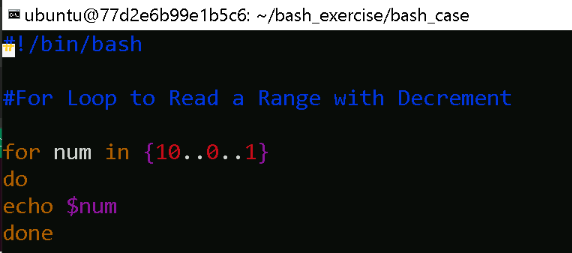 ubuntu@77d2e6b99e1b5c6: ~/bash_exercise/bash_case
#!/bin/bash
#For Loop to Read a Range with Decrement
for num in {10..0..1}
do
echo $num
done